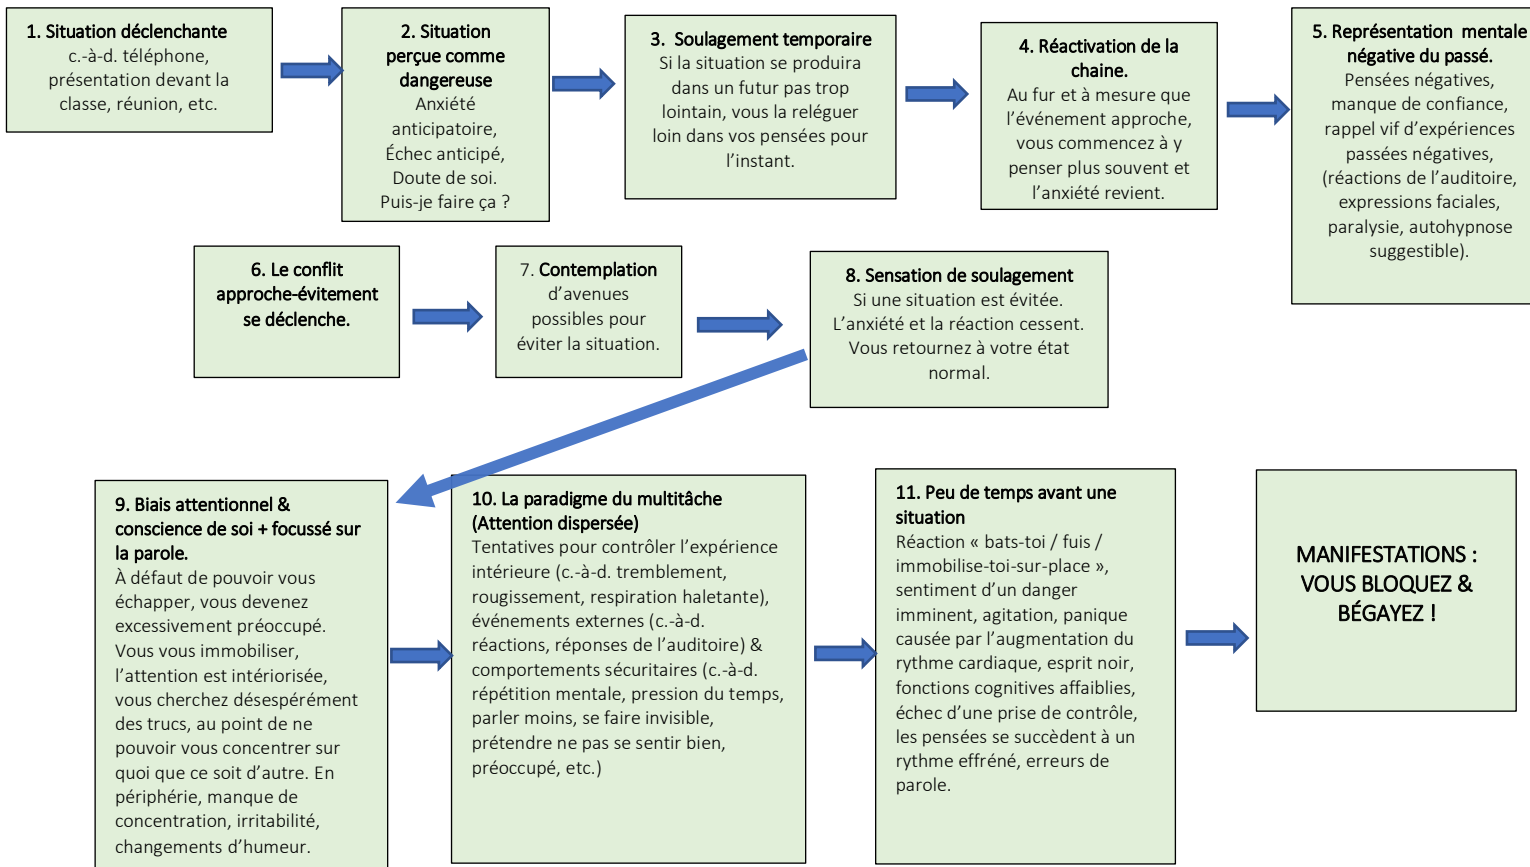 1. Situation déclenchante
c.-à-d. téléphone,
présentation devant la
classe, réunion, etc.
2. Situation
perçue comme
dangereuse
Anxiété
anticipatoire,
Échec anticipé,
Doute de soi.
Puis-je faire ça ?
3. Soulagement temporaire
Si la situation se produira
dans un futur pas trop
lointain, vous la reléguer
loin dans vos pensées pour
l'instant.
4. Réactivation de la
chaine.
Au fur et à mesure que
l'événement approche,
vous commencez à y
penser plus souvent et
l'anxiété revient.
5. Représentation mentale
négative du passé.
Pensées négatives,
manque de confiance,
rappel vif d'expériences
passées négatives,
(réactions de l'auditoire,
expressions faciales,
paralysie, autohypnose
suggestible).
6. Le conflit
approche-évitement
se déclenche.
7. Contemplation
d'avenues
possibles pour
éviter la situation.
8. Sensation de soulagement
Si une situation est évitée.
L'anxiété et la réaction cessent.
Vous retournez à votre état
normal.
9. Biais attentionnel &
conscience de soi + focussé sur
la parole.
À défaut de pouvoir vous
échapper, vous devenez
excessivement préoccupé.
Vous vous immobiliser,
l'attention est intériorisée,
vous cherchez désespérément
des trucs, au point de ne
pouvoir vous concentrer sur
quoi que ce soit d'autre. En
périphérie, manque de
concentration, irritabilité,
changements d'humeur.
10. La paradigme du multitâche
(Attention dispersée)
Tentatives pour contrôler l'expérience
intérieure (c.-à-d. tremblement,
rougissement, respiration haletante),
événements externes (c.-à-d.
réactions, réponses de l'auditoire) &
comportements sécuritaires (c.-à-d.
répétition mentale, pression du temps,
parler moins, se faire invisible,
prétendre ne pas se sentir bien,
préoccupé, etc.)
11. Peu de temps avant une
situation
Réaction « bats-toi / fuis /
immobilise-toi-sur-place »,
sentiment d'un danger
imminent, agitation, panique
causée par l'augmentation du
rythme cardiaque, esprit noir,
fonctions cognitives affaiblies,
échec d'une prise de contrôle,
les pensées se succèdent à un
rythme effréné, erreurs de
parole.
MANIFESTATIONS :
VOUS BLOQUEZ &
BÉGAYEZ !